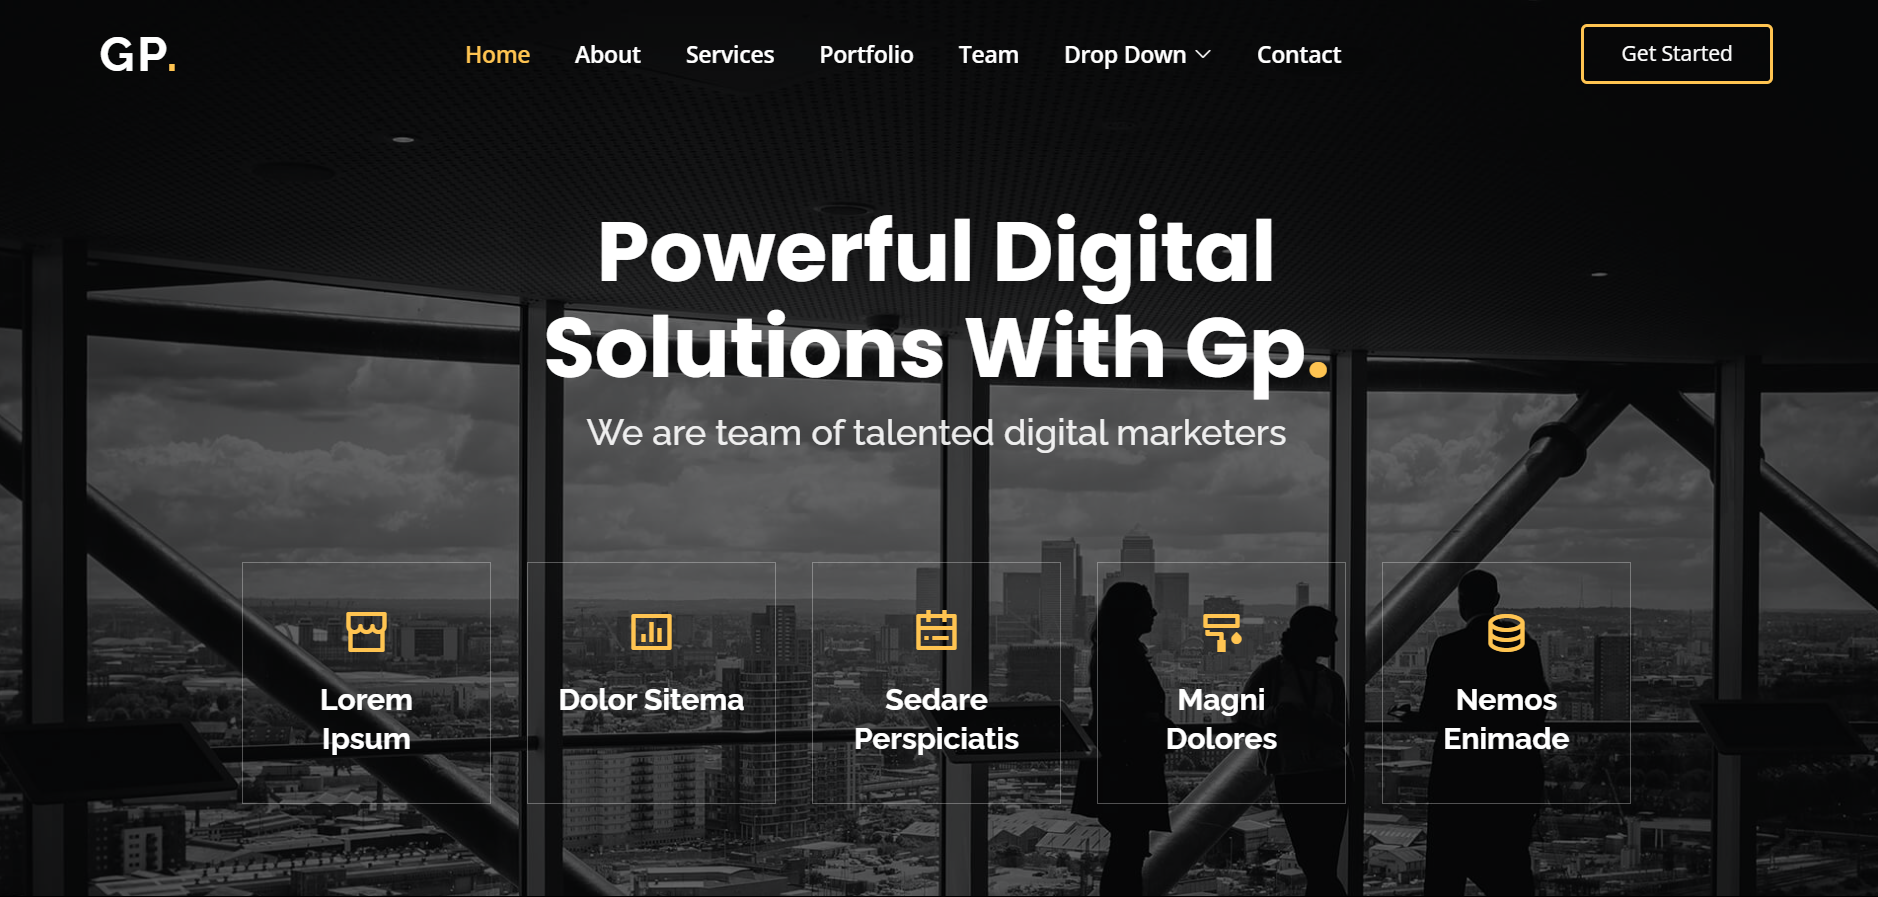 GP.
Home About Services Portfolio Team Drop Down Contact
Get Started
Powerful Digital
Solutions With Gp.
We are team of talented digital marketers
Lorem
Ipsum
Dolor Sitema
Sedare
Perspiciatis
Magni
Dolores
Nemos
Enimade